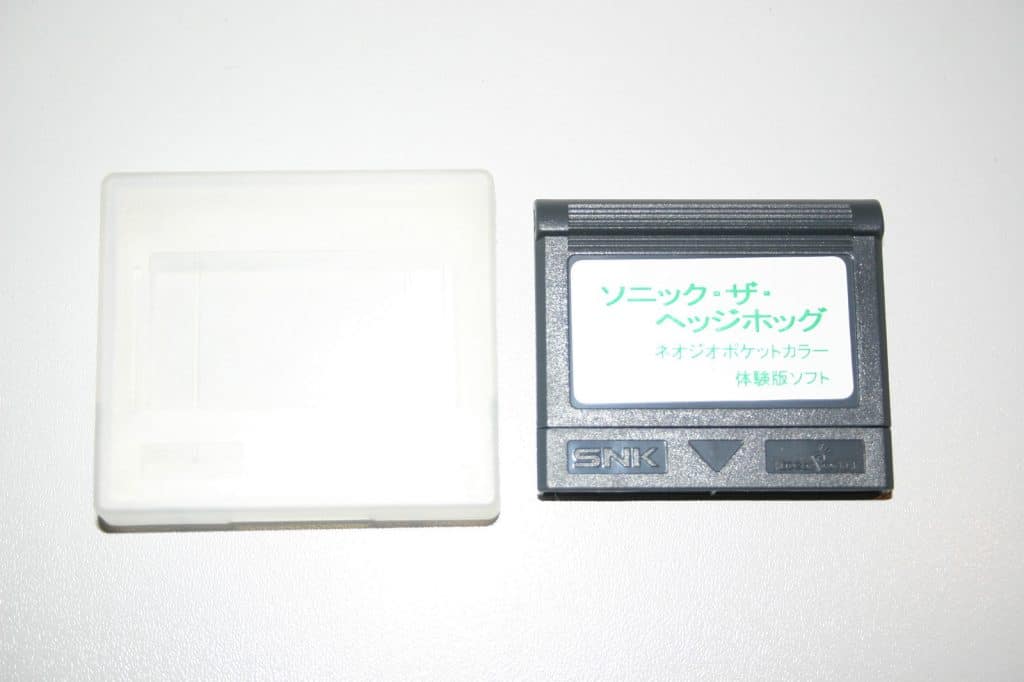 ソニック・ザ・
ヘッジホッグ
ネオジオポケットカラー
体験版ソフト
SNK